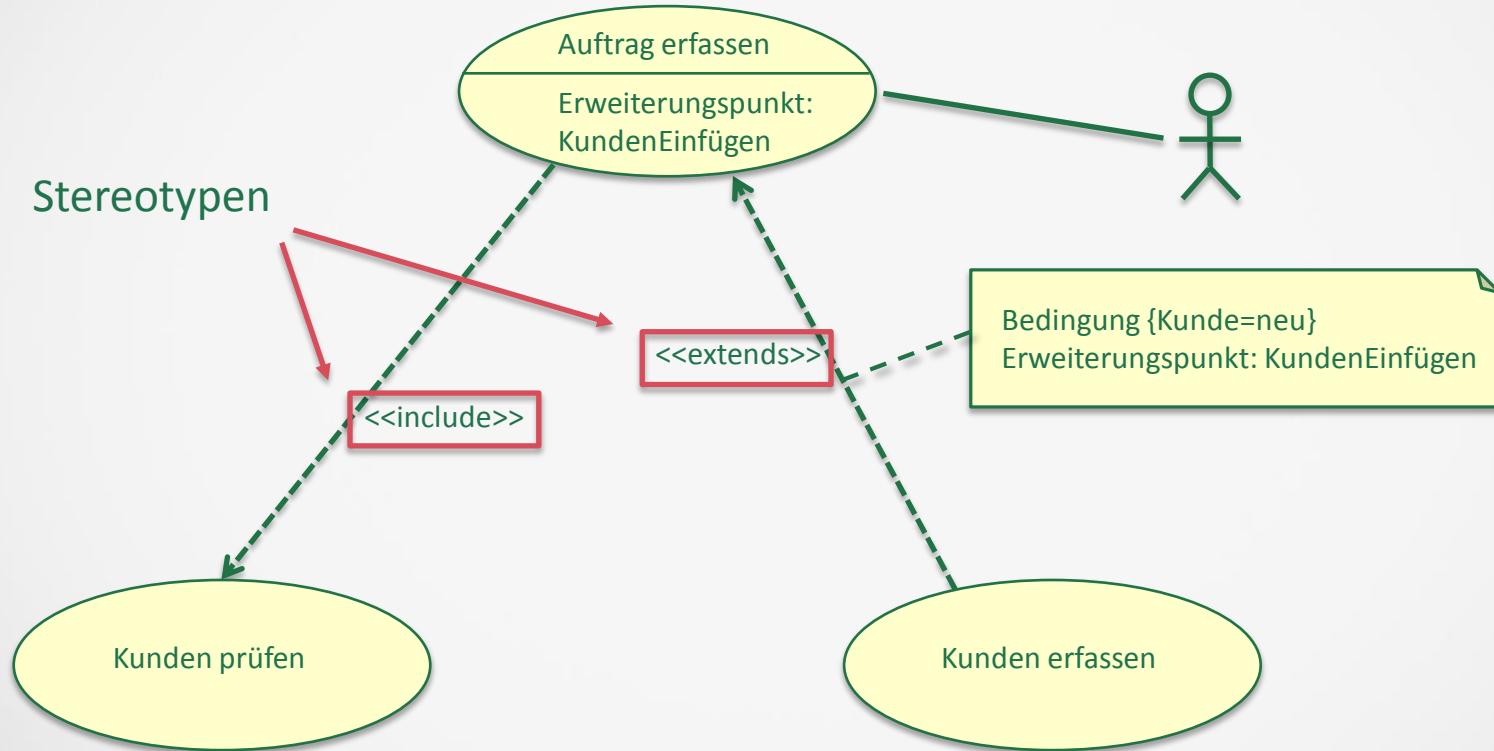 Auftrag erfassen
Erweiterungspunkt:
KundenEinfügen
Stereotypen
<<extends>>
Bedingung {Kunde=neu}
Erweiterungspunkt: KundenEinfügen
<<include>>
Kunden prüfen
Kunden erfassen